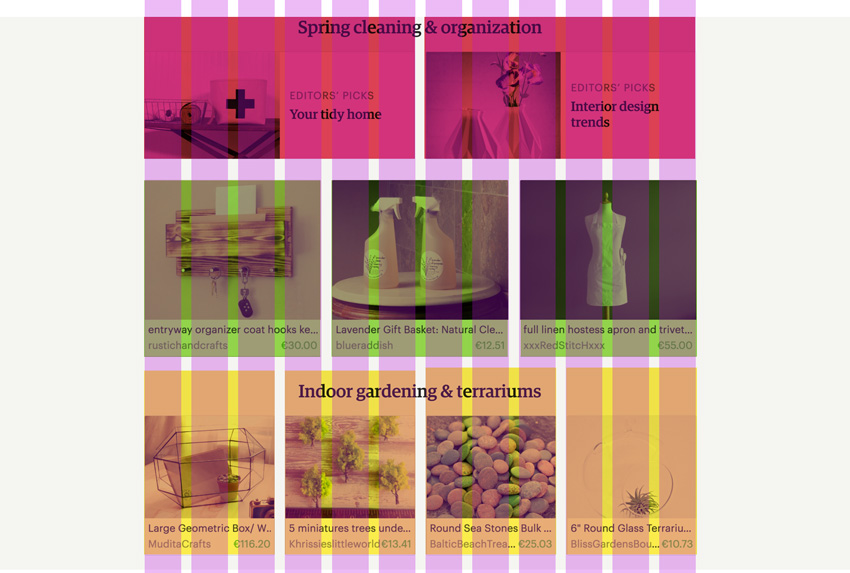 Spring cleaning & organization
EDITORS' PICKS
Your tidy home
EDITORS' PICKS
Interior design
trends
entryway organizer coat hooks ke...
rustichandcrafts €30.00
Lavender Gift Basket: Natural Cle...
blueraddish €12.51
full linen hostess apron and trivet...
xxxRedStitcHxxx €55.00
Indoor gardening & terrariums
Large Geometric Box/ W...
MuditaCrafts €116.20
5 miniatures trees unde...
Khrissieslittleworld €13.41
Round Sea Stones Bulk ...
BalticBeachTrea... €25.03
6" Round Glass Terrariu...
BlissGardensBou... €10.73